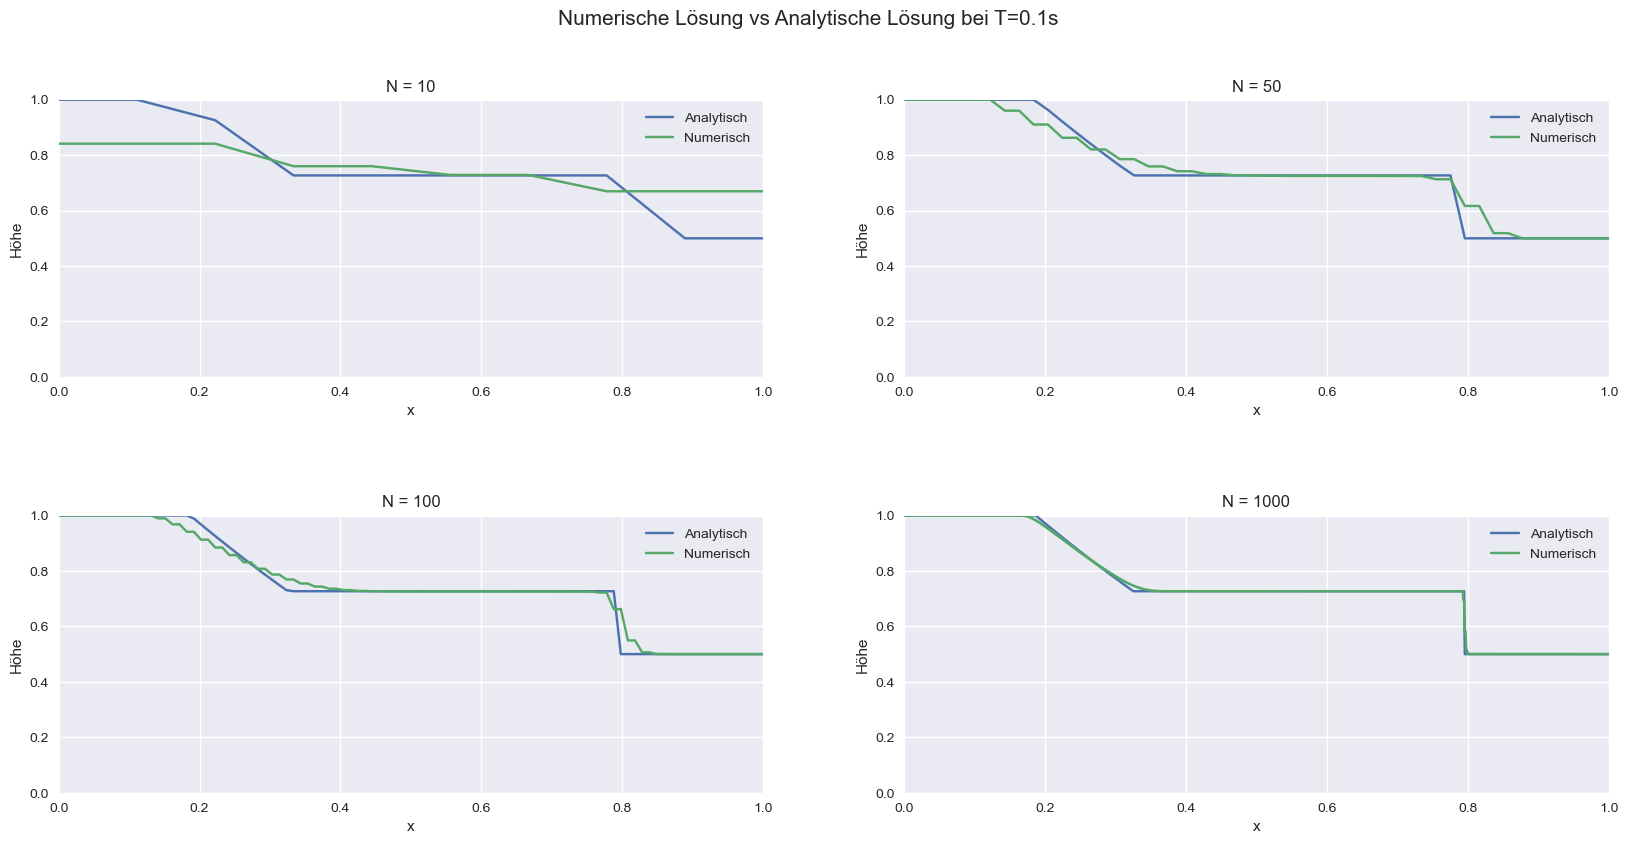 Numerische Lösung vs Analytische Lösung bei T=0.1s
N = 10
1.0
0.8
0.6
0.4
0.2
0.0
Höhe
Analytisch
Numerisch
0.0 0.2 0.4 0.6 0.8 1.0
x
N = 50
1.0
0.8
0.6
0.4
0.2
0.0
Höhe
Analytisch
Numerisch
0.0 0.2 0.4 0.6 0.8 1.0
x
N = 100
1.0
0.8
0.6
0.4
0.2
0.0
Höhe
Analytisch
Numerisch
0.0 0.2 0.4 0.6 0.8 1.0
x
N = 1000
1.0
0.8
0.6
0.4
0.2
0.0
Höhe
Analytisch
Numerisch
0.0 0.2 0.4 0.6 0.8 1.0
x